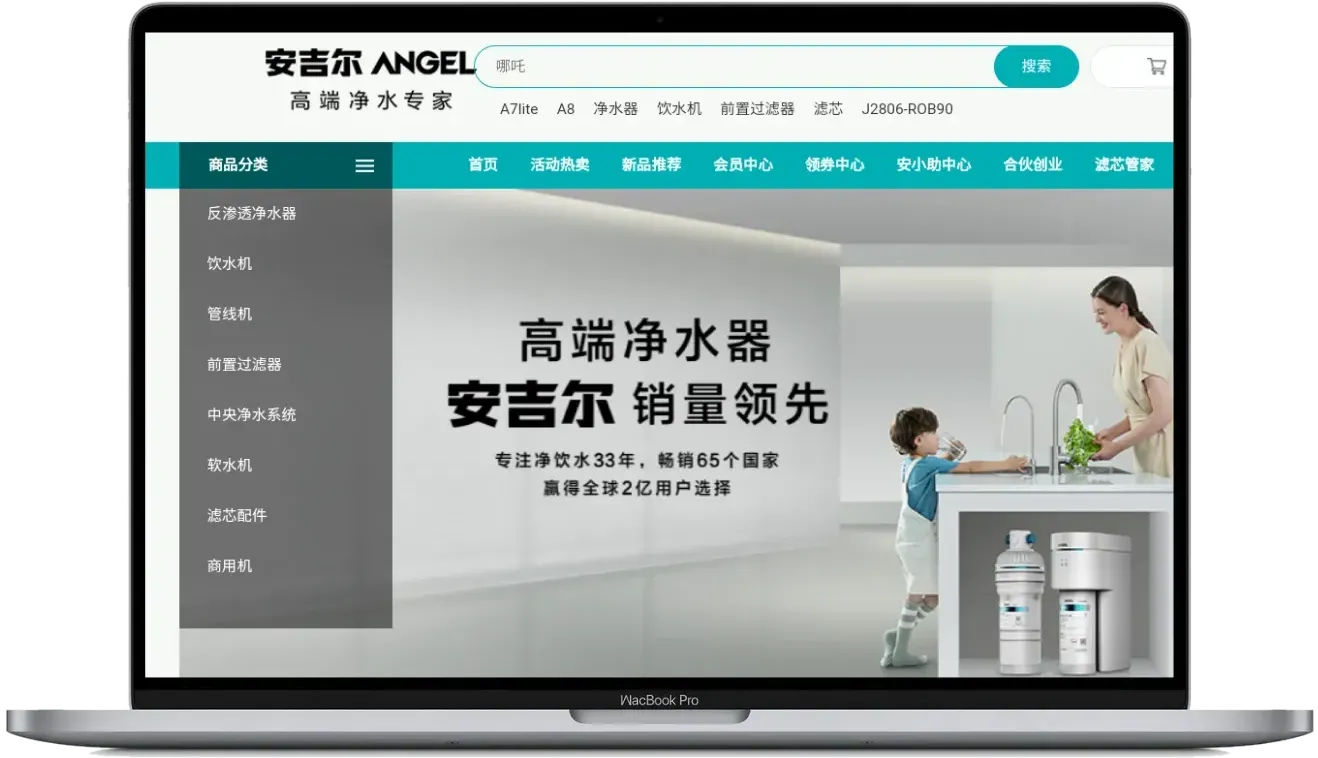 安吉尔 ANGEL
高端净水专家
哪吒
搜索
A7lite A8 净水器 饮水机 前置过滤器 滤芯 J2806-ROB90
商品分类
首页 活动热卖 新品推荐 会员中心 领券中心 安小助中心 合伙创业 滤芯管家
反渗透净水器
饮水机
管线机
前置过滤器
中央净水系统
软水机
滤芯配件
商用机
高端净水器
安吉尔 销量领先
专注净饮水33年，畅销65个国家
赢得全球2亿用户选择
MacBook Pro